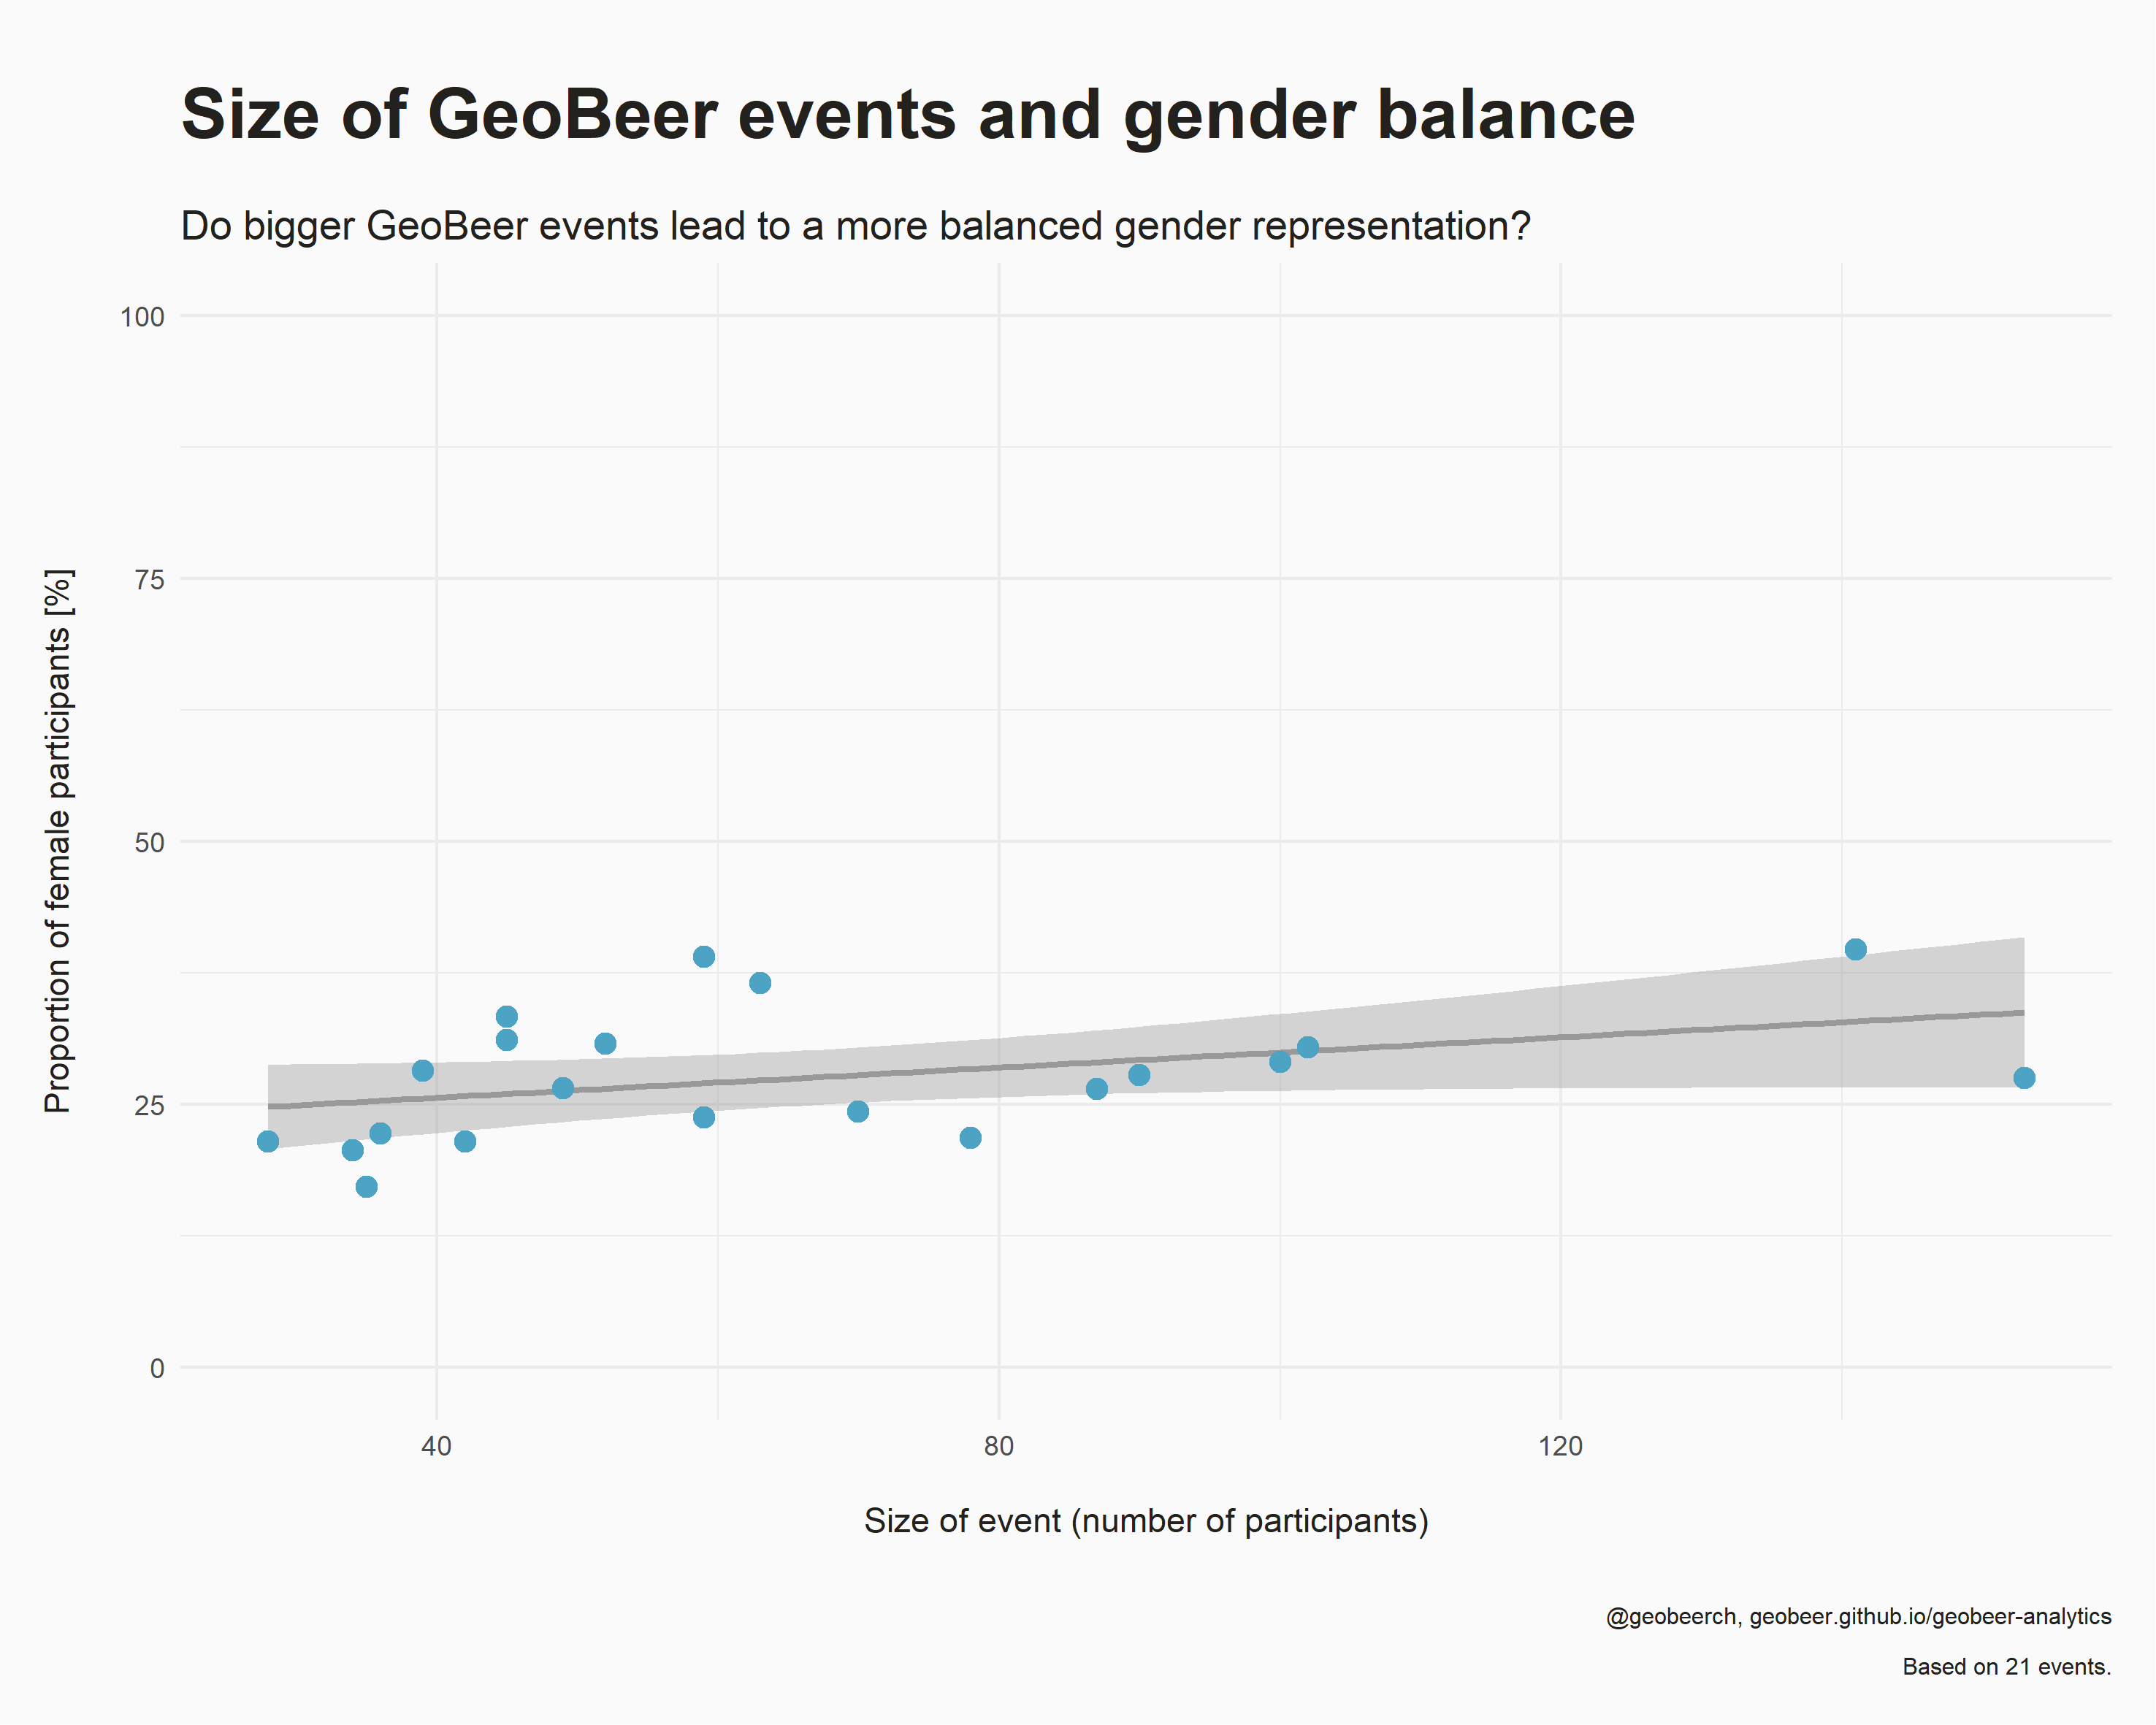 Size of GeoBeer events and gender balance
Do bigger GeoBeer events lead to a more balanced gender representation?
100
75
50
25
0
Proportion of female participants [%]
40
80
120
Size of event (number of participants)
@geobeerch, geobeer.github.io/geobeer-analytics
Based on 21 events.